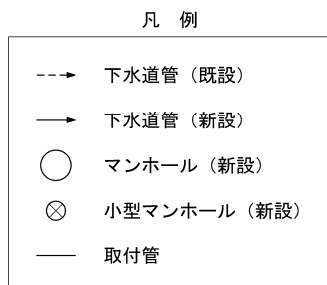 凡 例
下水道管（既設）
下水道管（新設）
マンホール（新設）
小型マンホール（新設）
取付管